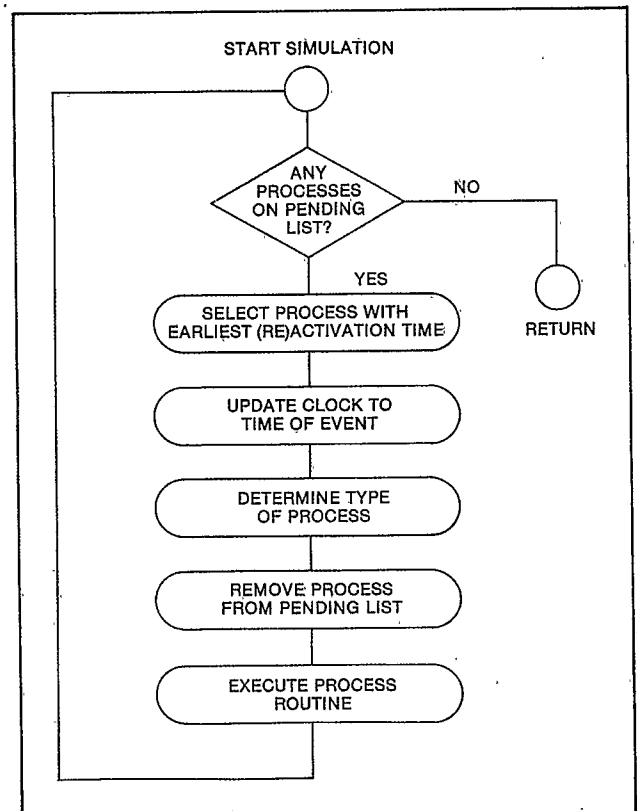 START SIMULATION
ANY
PROCESSES
ON PENDING
LIST?
NO
YES
SELECT PROCESS WITH
EARLIEST (RE)ACTIVATION TIME
RETURN
UPDATE CLOCK TO
TIME OF EVENT
DETERMINE TYPE
OF PROCESS
REMOVE PROCESS
FROM PENDING LIST
EXECUTE PROCESS
ROUTINE